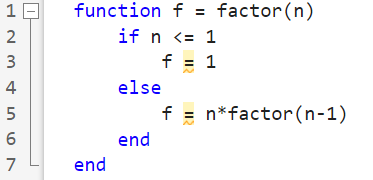 1 function f = factor(n)
2 if n <= 1
3 f = 1
4 else
5 f = n*factor(n-1)
6 end
7 end